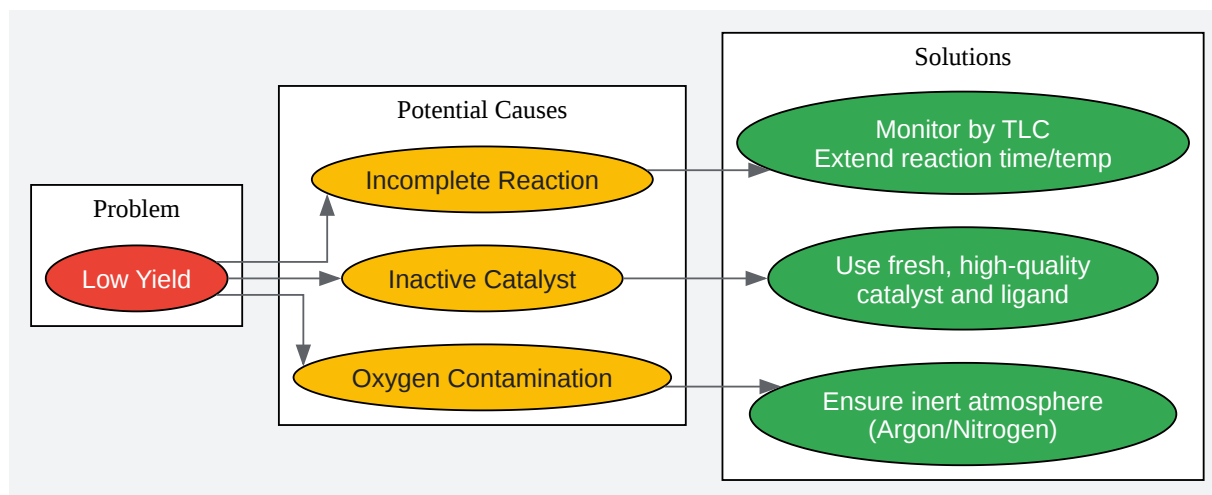 Problem
Low Yield
Potential Causes
Incomplete Reaction
Inactive Catalyst
Oxygen Contamination
Solutions
Monitor by TLC
Extend reaction time/temp
Use fresh, high-quality
catalyst and ligand
Ensure inert atmosphere
(Argon/Nitrogen)